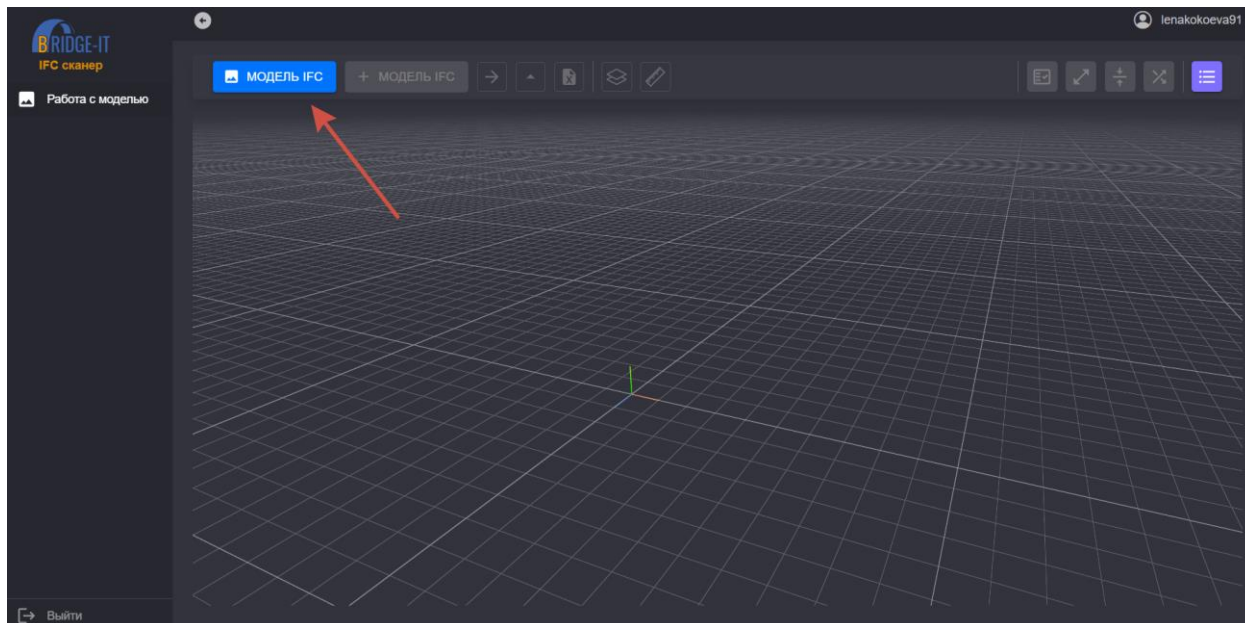 BRIDGE-IT
IFC сканер
lenakokoeva91
МОДЕЛЬ IFC
+ МОДЕЛЬ IFC
Работа с моделью
Выйти